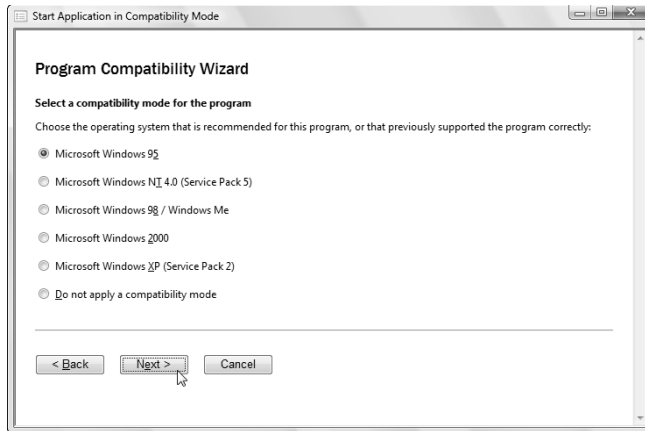 Start Application in Compatibility Mode
Program Compatibility Wizard
Select a compatibility mode for the program
Choose the operating system that is recommended for this program, or that previously supported the program correctly:
Microsoft Windows 95
Microsoft Windows NT 4.0 (Service Pack 5)
Microsoft Windows 98 / Windows Me
Microsoft Windows 2000
Microsoft Windows XP (Service Pack 2)
Do not apply a compatibility mode
< Back Next > Cancel